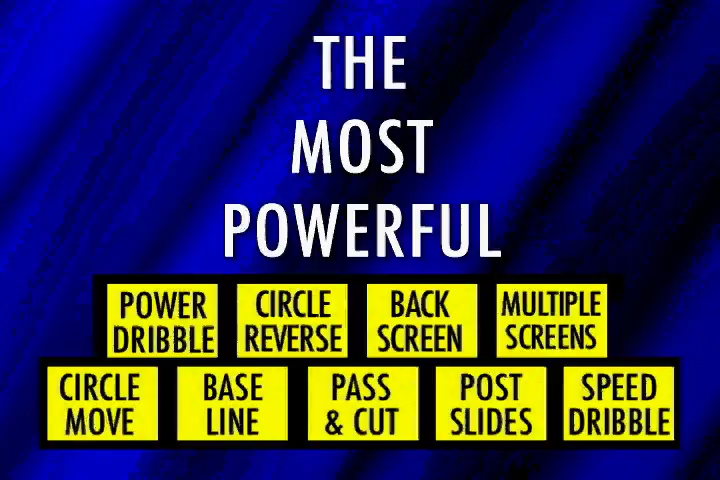 THE
MOST
POWERFUL
POWER
DRIBBLE
CIRCLE
REVERSE
BACK
SCREEN
MULTIPLE
SCREENS
CIRCLE
MOVE
BASE
LINE
PASS
& CUT
POST
SLIDES
SPEED
DRIBBLE